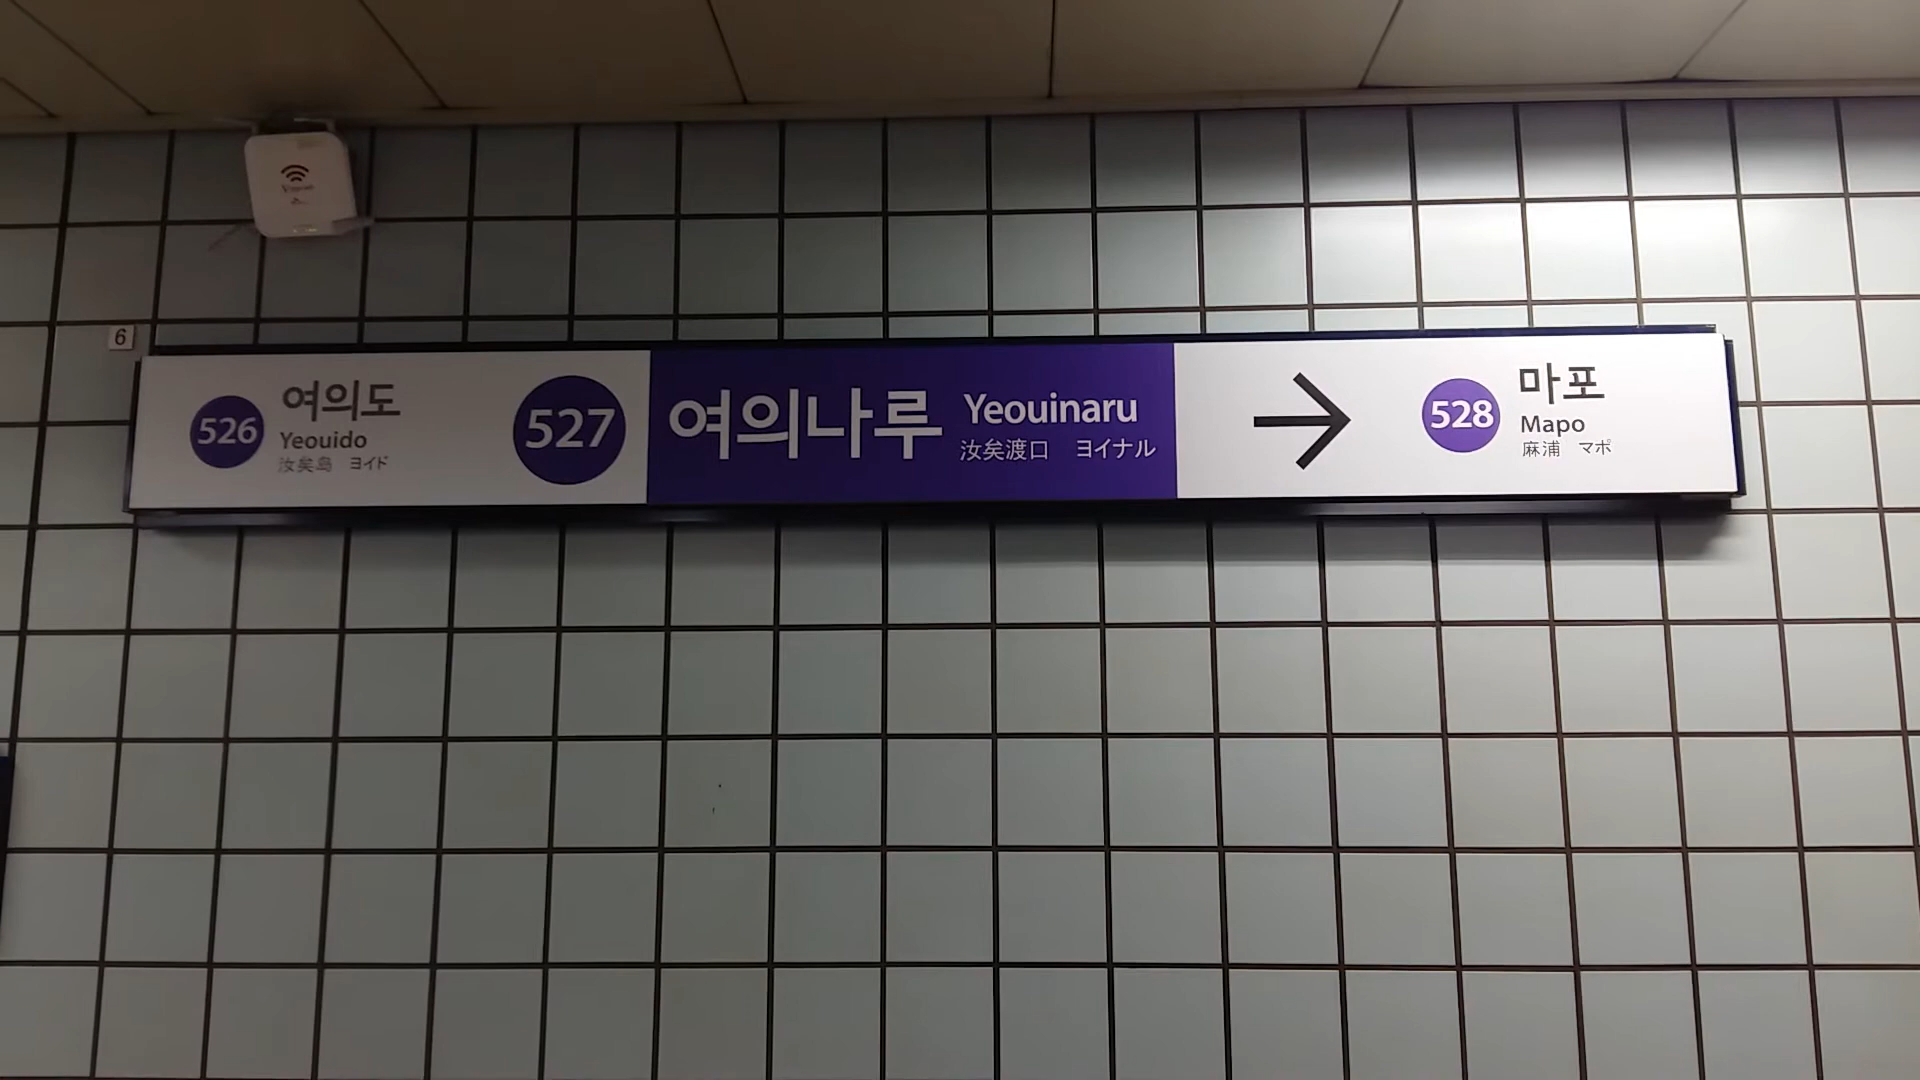 6
526
여의도
Yeouido
汝矣島 ヨイド
527
여의나루
Yeouinaru
汝矣渡口 ヨイナル
→
528
마포
Mapo
麻浦 マポ